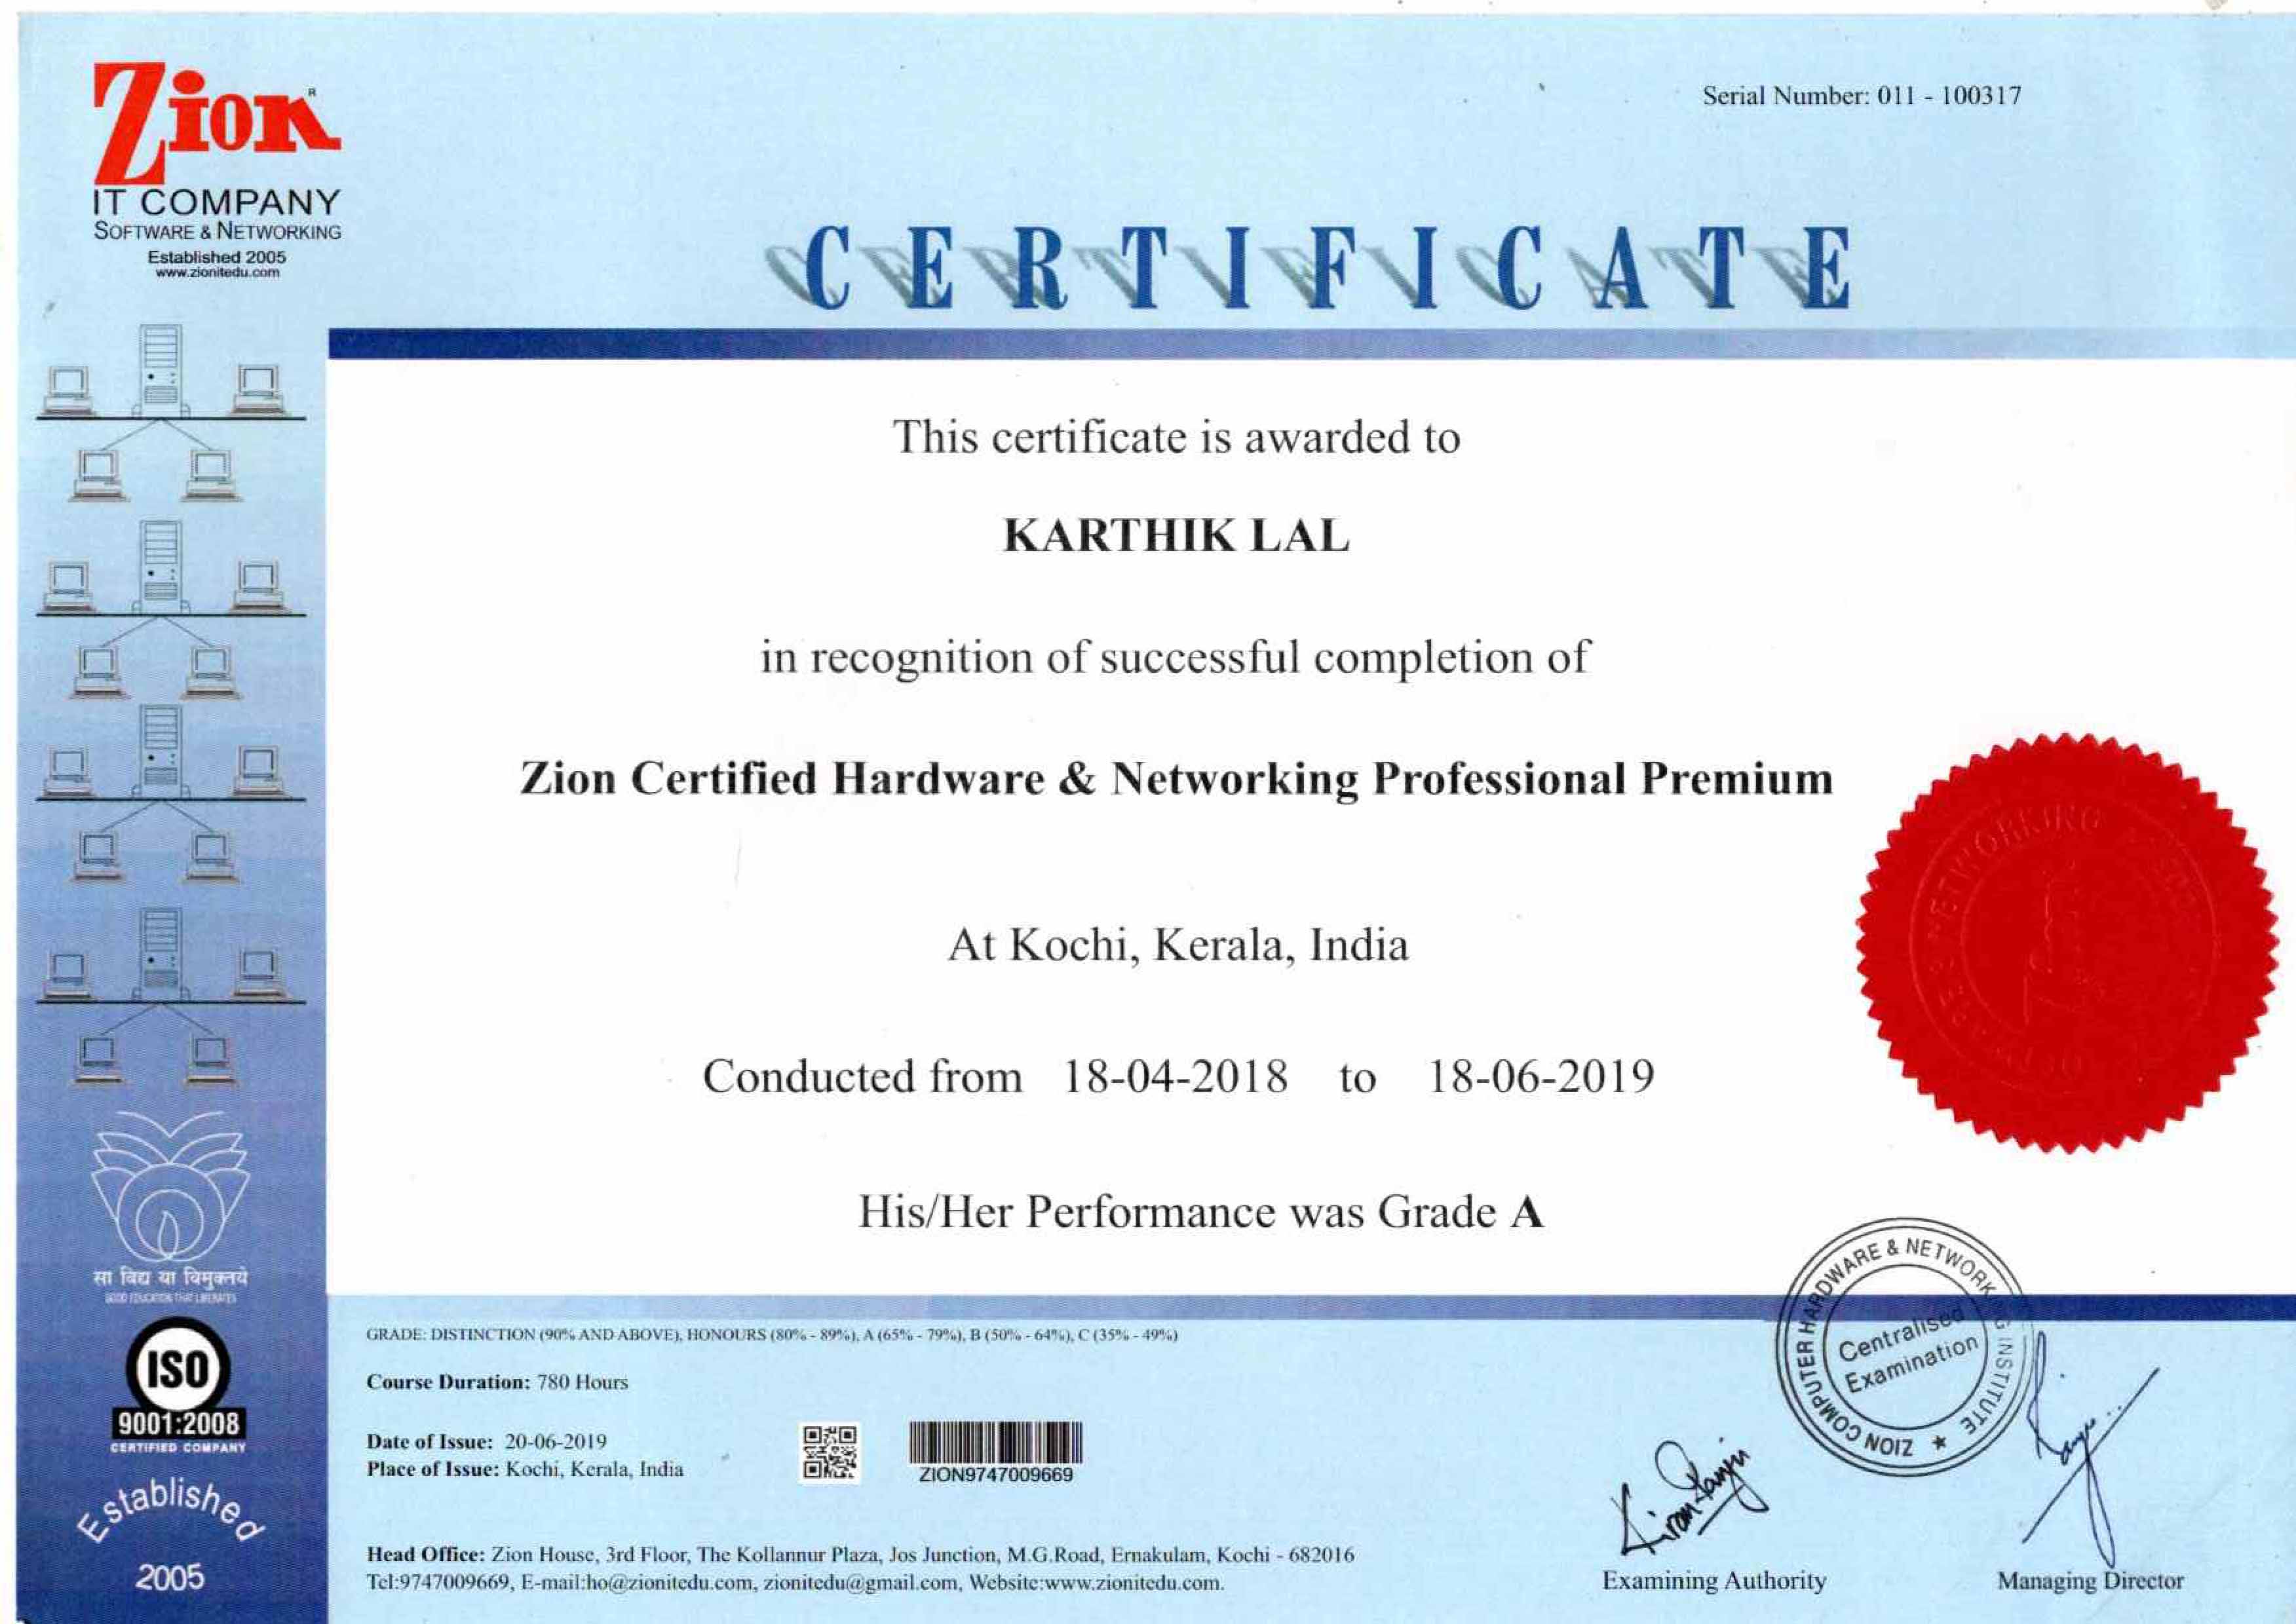 Zion®
IT COMPANY
SOFTWARE & NETWORKING
Established 2005
www.zionitedu.com
Serial Number: 011 - 100317
CERTIFICATE
This certificate is awarded to
KARTHIK LAL
in recognition of successful completion of
Zion Certified Hardware & Networking Professional Premium
At Kochi, Kerala, India
Conducted from 18-04-2018 to 18-06-2019
His/Her Performance was Grade A
सा विद्य या विमुक्तये
GOOD EDUCATION THAT LIBERATES
ISO
9001:2008
CERTIFIED COMPANY
Established
2005
GRADE: DISTINCTION (90% AND ABOVE), HONOURS (80% - 89%), A (65% - 79%), B (50% - 64%), C (35% - 49%)
Course Duration: 780 Hours
Date of Issue: 20-06-2019
Place of Issue: Kochi, Kerala, India
ZION9747009669
Head Office: Zion House, 3rd Floor, The Kollannur Plaza, Jos Junction, M.G.Road, Ernakulam, Kochi - 682016
Tel:9747009669, E-mail:ho@zionitedu.com, zionitedu@gmail.com, Website:www.zionitedu.com.
ZION COMPUTER HARDWARE & NETWORKING INSTITUTE ★
Centralised
Examination
Examining Authority
Managing Director
NETWORKING